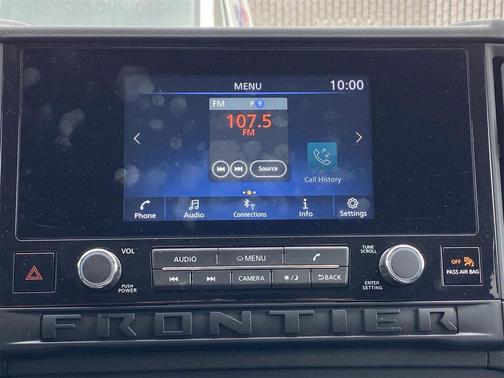 MENU 10:00
FM P 9
107.5
FM
Source
Call History
Phone Audio Connections Info Settings
VOL AUDIO MENU TUNE SCROLL
PUSH POWER CAMERA BACK ENTER SETTING
OFF
PASS AIR BAG
FRONTIER